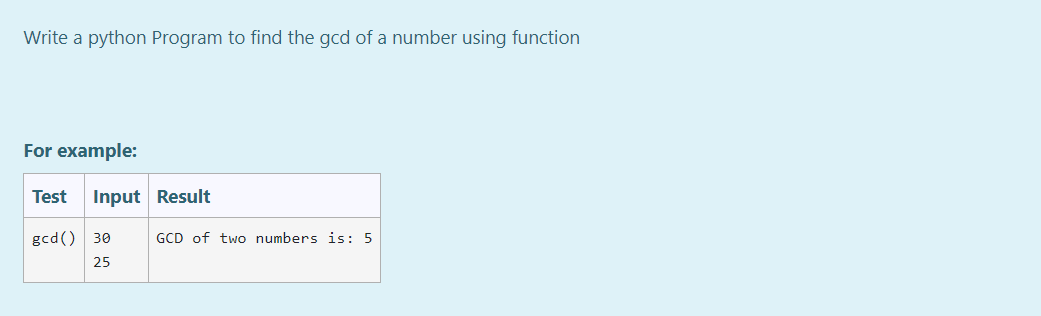 Write a python Program to find the gcd of a number using function
For example:
Test Input Result
gcd() 30 GCD of two numbers is: 5
25